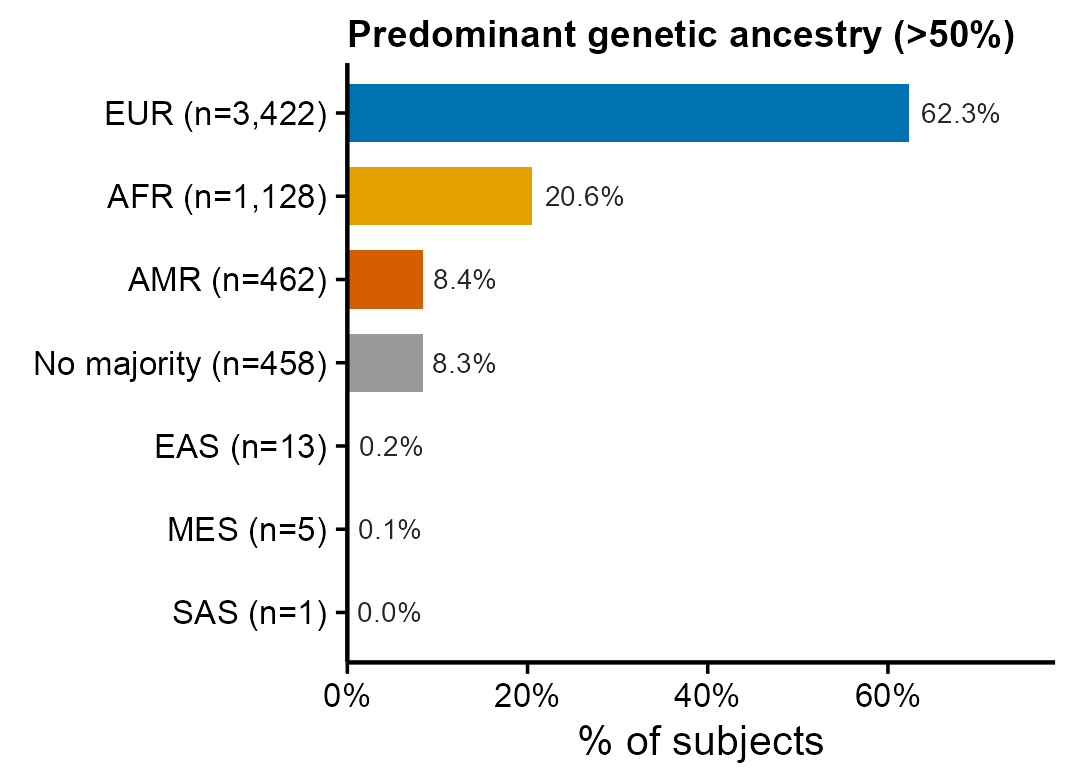 Predominant genetic ancestry (>50%)
EUR (n=3,422) 62.3%
AFR (n=1,128) 20.6%
AMR (n=462) 8.4%
No majority (n=458) 8.3%
EAS (n=13) 0.2%
MES (n=5) 0.1%
SAS (n=1) 0.0%
0% 20% 40% 60%
% of subjects